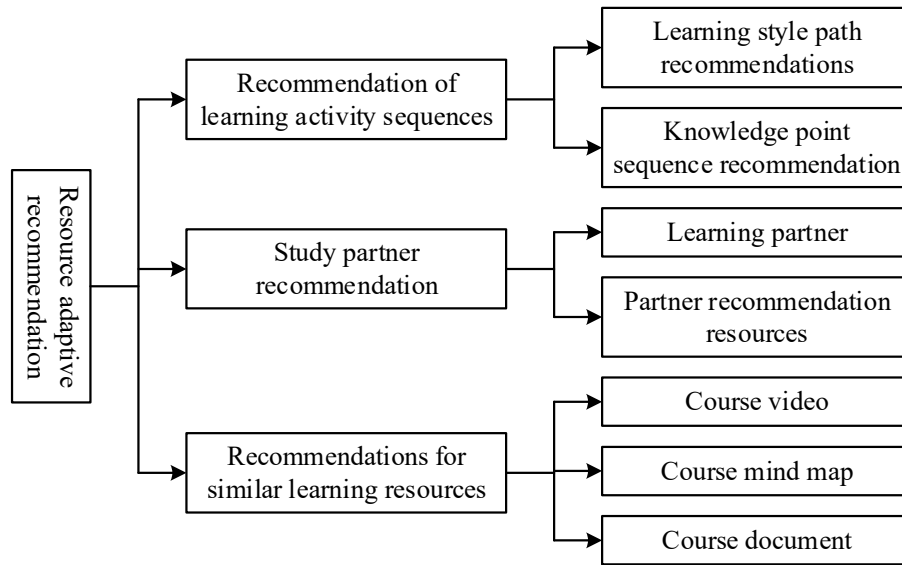 Resource adaptive
recommendation
Recommendation of
learning activity sequences
Learning style path
recommendations
Knowledge point
sequence recommendation
Study partner
recommendation
Learning partner
Partner recommendation
resources
Recommendations for
similar learning resources
Course video
Course mind map
Course document